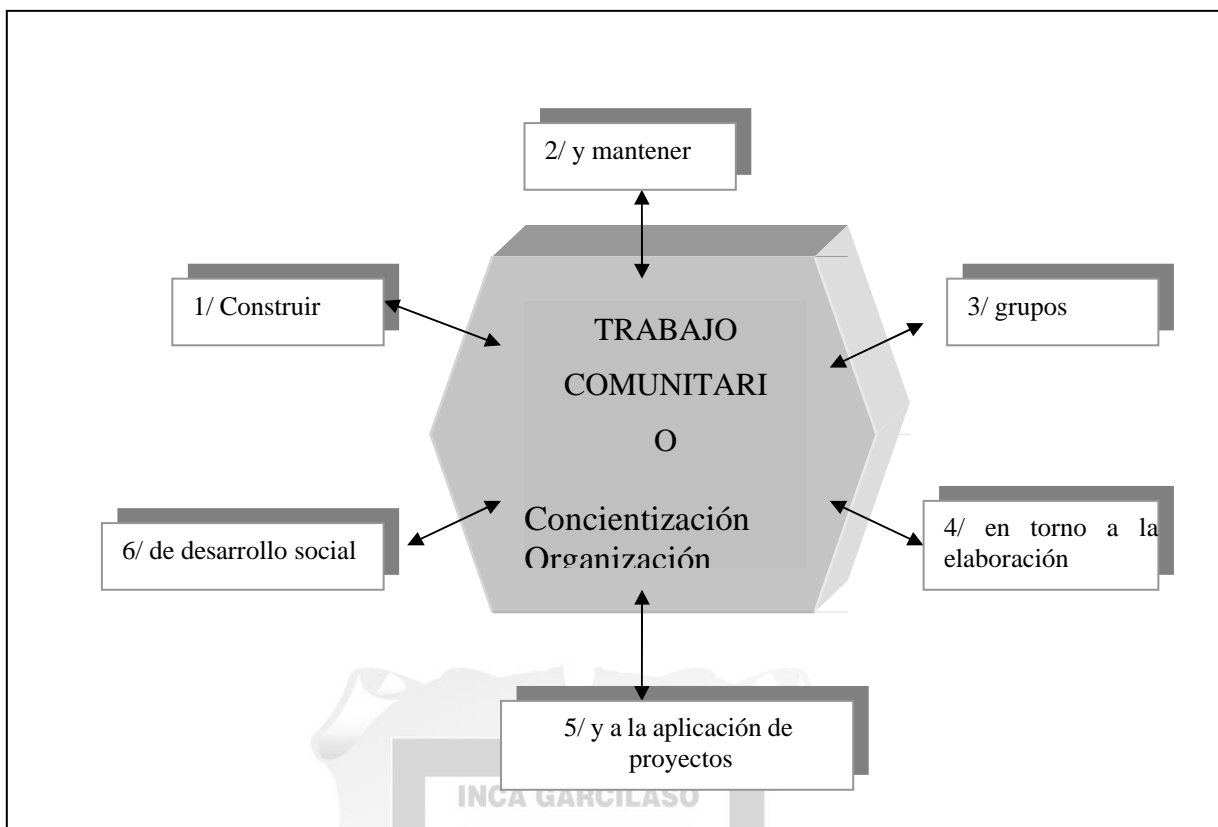 2/ y mantener
1/ Construir
3/ grupos
TRABAJO
COMUNITARI
O
Concientización
Organización
6/ de desarrollo social
4/ en torno a la
elaboración
5/ y a la aplicación de
proyectos
INCA GARCILASO